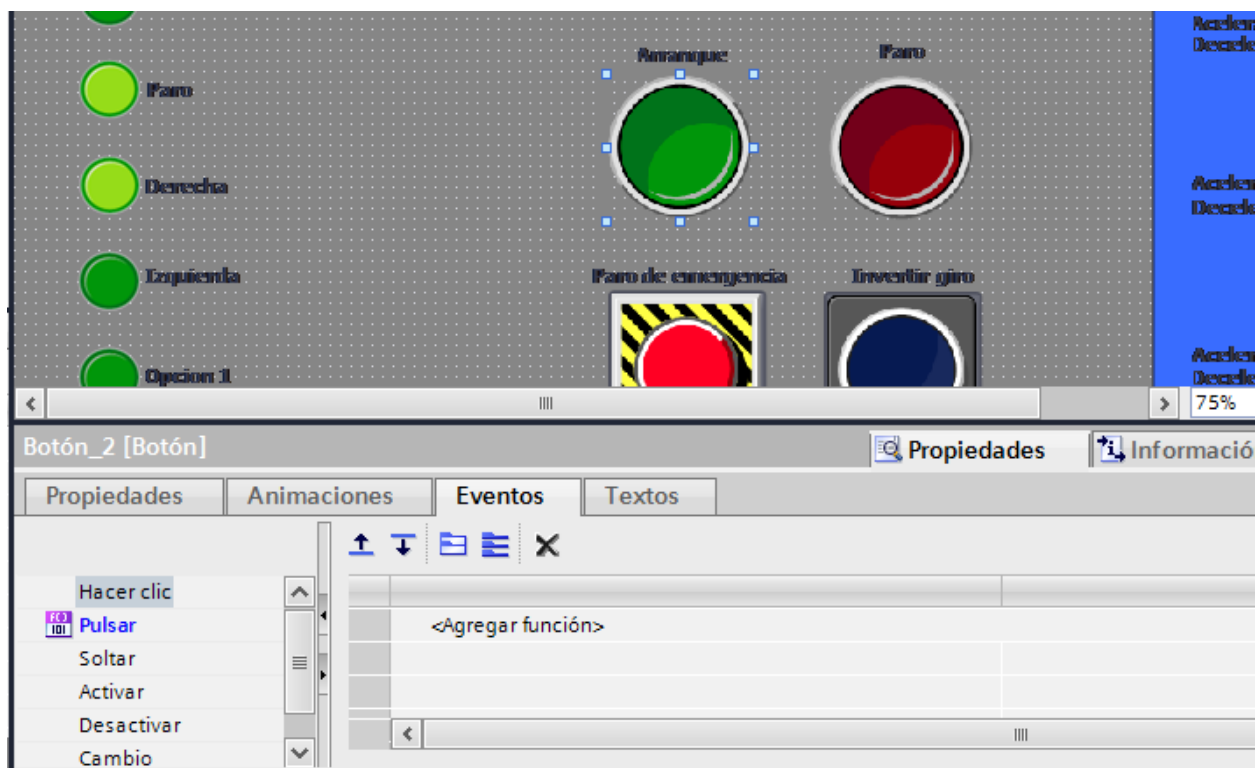 Arranque
Paro
Paro
Derecha
Izquierda
Paro de emergencia
Invertir giro
Opcion 1
75%
Botón_2 [Botón]
Propiedades
Propiedades
Animaciones
Eventos
Textos
Hacer clic
Pulsar
<Agregar función>
Soltar
Activar
Desactivar
Cambio